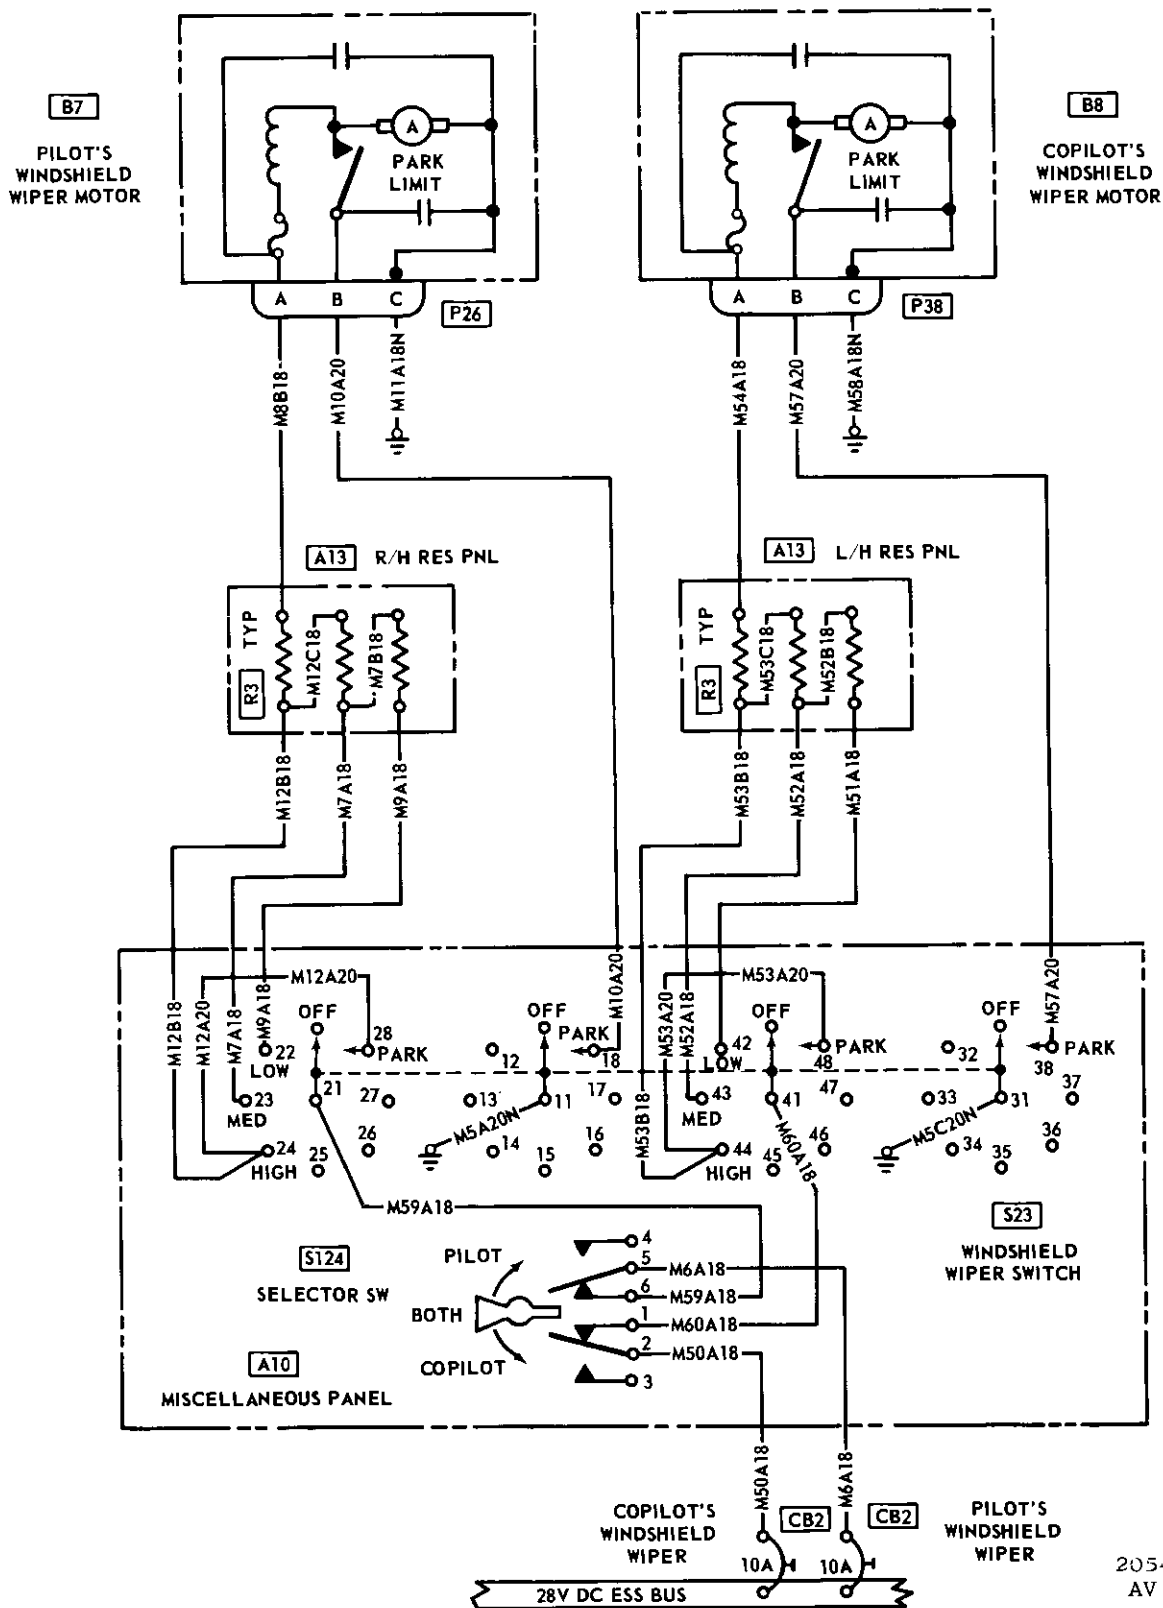 B7
PILOT'S
WINDSHIELD
WIPER MOTOR
A
PARK
LIMIT
A B C
P26
B8
COPILOT'S
WINDSHIELD
WIPER MOTOR
A
PARK
LIMIT
A B C
P38
M8B18
M10A20
M11A18N
M54A18
M57A20
M58A18N
A13 R/H RES PNL
TYP
R3
M12C18
M7B18
A13 L/H RES PNL
TYP
R3
M53C18
M52B18
M12B18
M7A18
M9A18
M53B18
M52A18
M51A18
M12A20
M53A20
M12B18
M12A20
M7A18
M9A18
M10A20
M53B18
M53A20
M52A18
M57A20
OFF
22
LOW
28
PARK
21
23
MED
27
24
HIGH
25
26
OFF
12
PARK
18
13
11
17
M5A20N
14
15
16
OFF
42
LOW
48
PARK
43
MED
41
47
44
HIGH
45
46
M60A18
OFF
32
38
PARK
33
31
37
M5C20N
34
35
36
M59A18
S124
SELECTOR SW
PILOT
BOTH
COPILOT
4
5
M6A18
6
M59A18
1
M60A18
2
M50A18
3
S23
WINDSHIELD
WIPER SWITCH
A10
MISCELLANEOUS PANEL
M50A18
M6A18
COPILOT'S
WINDSHIELD
WIPER
CB2
CB2
PILOT'S
WINDSHIELD
WIPER
10A
10A
28V DC ESS BUS
2054
AV